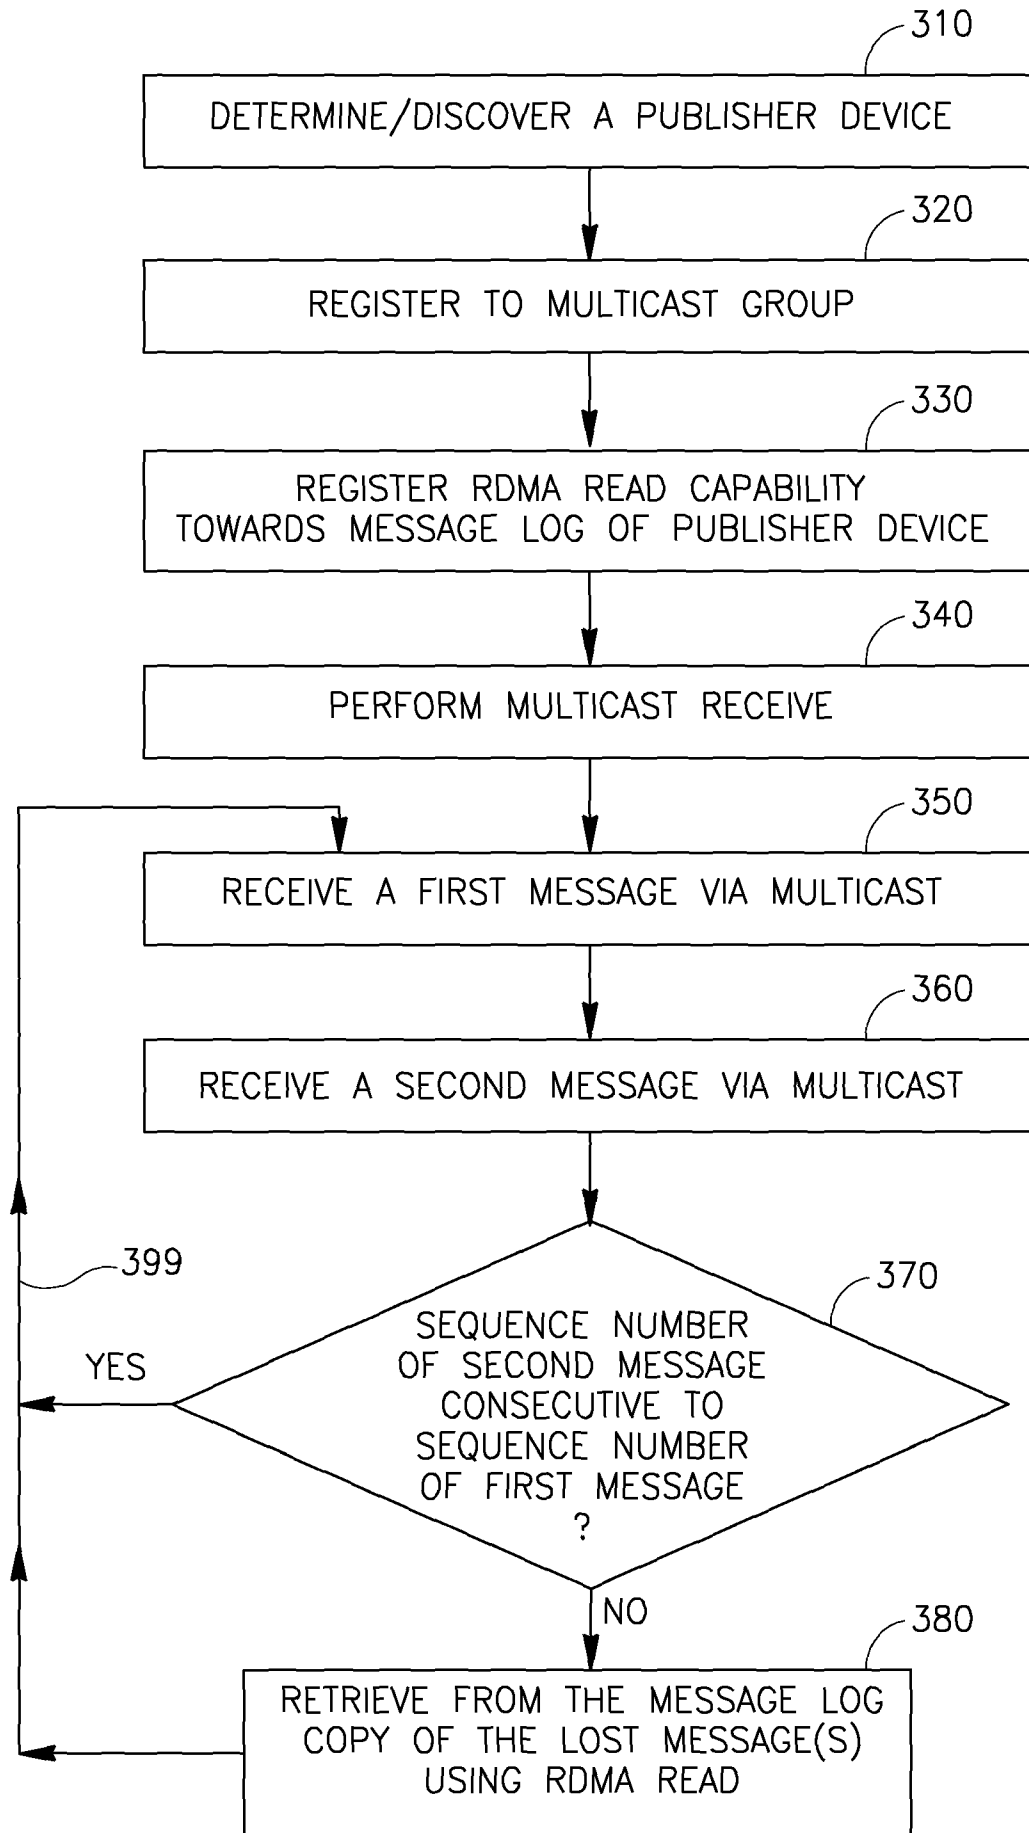 310
DETERMINE/DISCOVER A PUBLISHER DEVICE
320
REGISTER TO MULTICAST GROUP
330
REGISTER RDMA READ CAPABILITY
TOWARDS MESSAGE LOG OF PUBLISHER DEVICE
340
PERFORM MULTICAST RECEIVE
350
RECEIVE A FIRST MESSAGE VIA MULTICAST
360
RECEIVE A SECOND MESSAGE VIA MULTICAST
399
370
SEQUENCE NUMBER
OF SECOND MESSAGE
CONSECUTIVE TO
SEQUENCE NUMBER
OF FIRST MESSAGE
?
YES
NO
380
RETRIEVE FROM THE MESSAGE LOG
COPY OF THE LOST MESSAGE(S)
USING RDMA READ